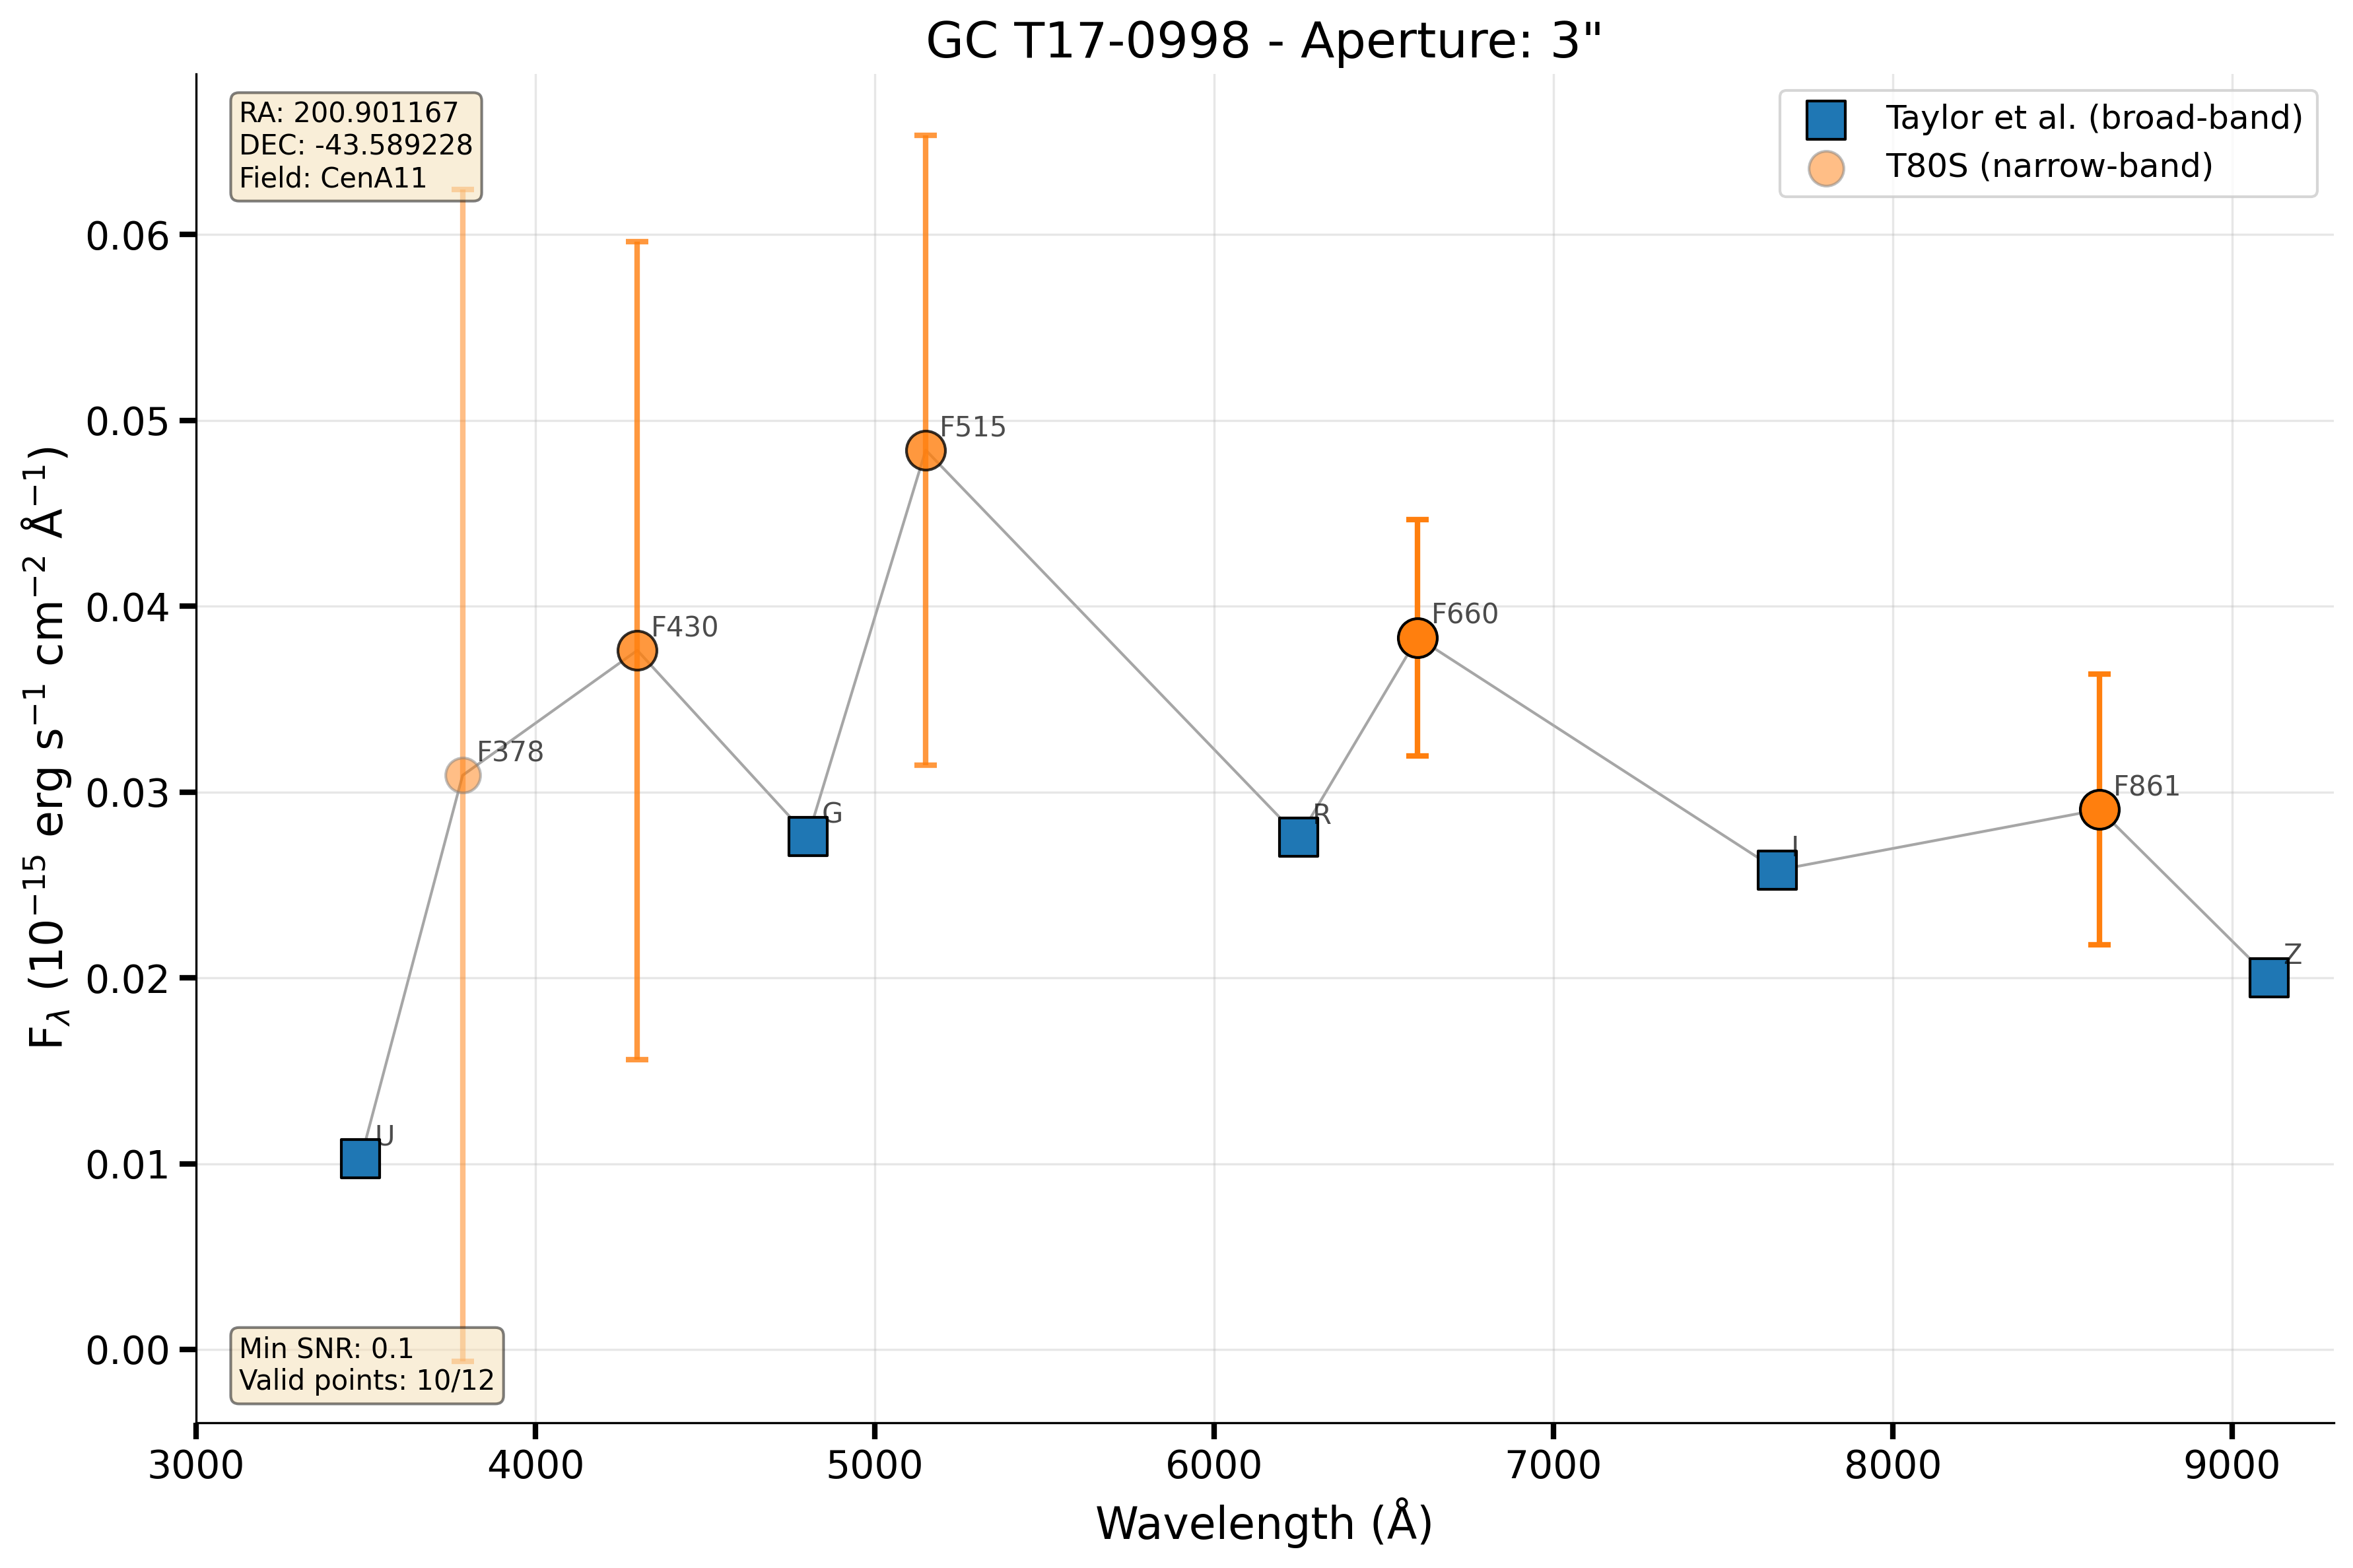 GC T17-0998 - Aperture: 3"
RA: 200.901167
DEC: -43.589228
Field: CenA11
Taylor et al. (broad-band)
T80S (narrow-band)
F_λ (10⁻¹⁵ erg s⁻¹ cm⁻² Å⁻¹)
0.06
0.05
0.04
0.03
0.02
0.01
0.00
U
F378
F430
G
F515
R
F660
I
F861
Z
Min SNR: 0.1
Valid points: 10/12
3000 4000 5000 6000 7000 8000 9000
Wavelength (Å)